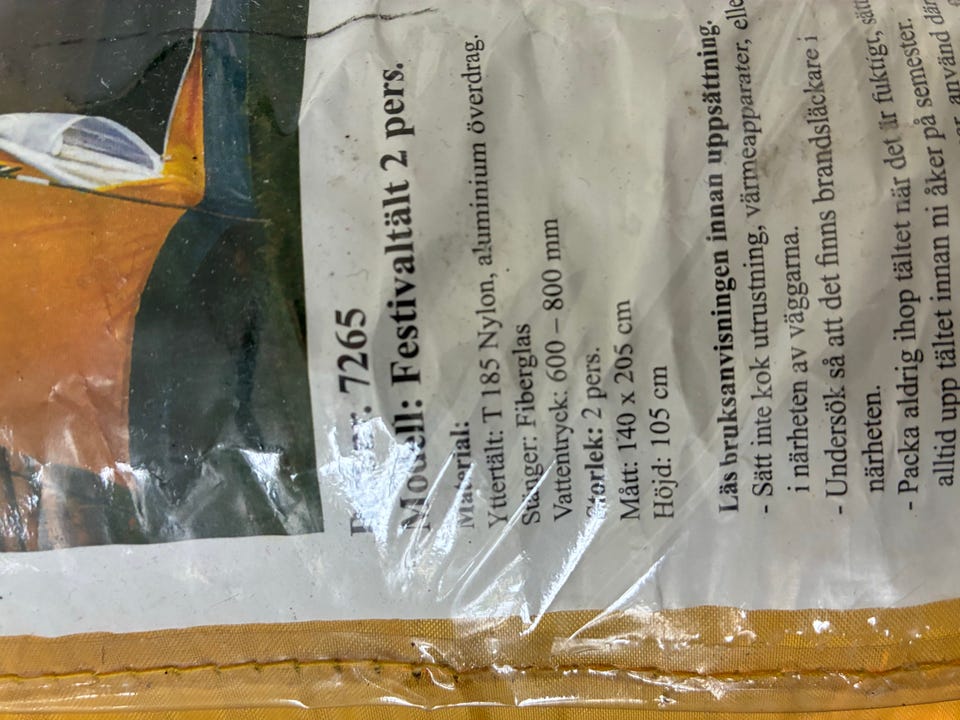 7265
Modell: Festivaltält 2 pers.
Material:
Yttertält: T 185 Nylon, aluminium överdrag.
Stänger: Fiberglas
Vattentryck: 600 – 800 mm
Storlek: 2 pers.
Mått: 140 x 205 cm
Höjd: 105 cm
Läs bruksanvisningen innan uppsättning.
- Sätt inte kok utrustning, värmeapparater,
i närheten av väggarna.
- Undersök så att det finns brandsläckare i
närheten.
- Packa aldrig ihop tältet när det är fuktigt,
alltid upp tältet innan ni åker på semester.
använd